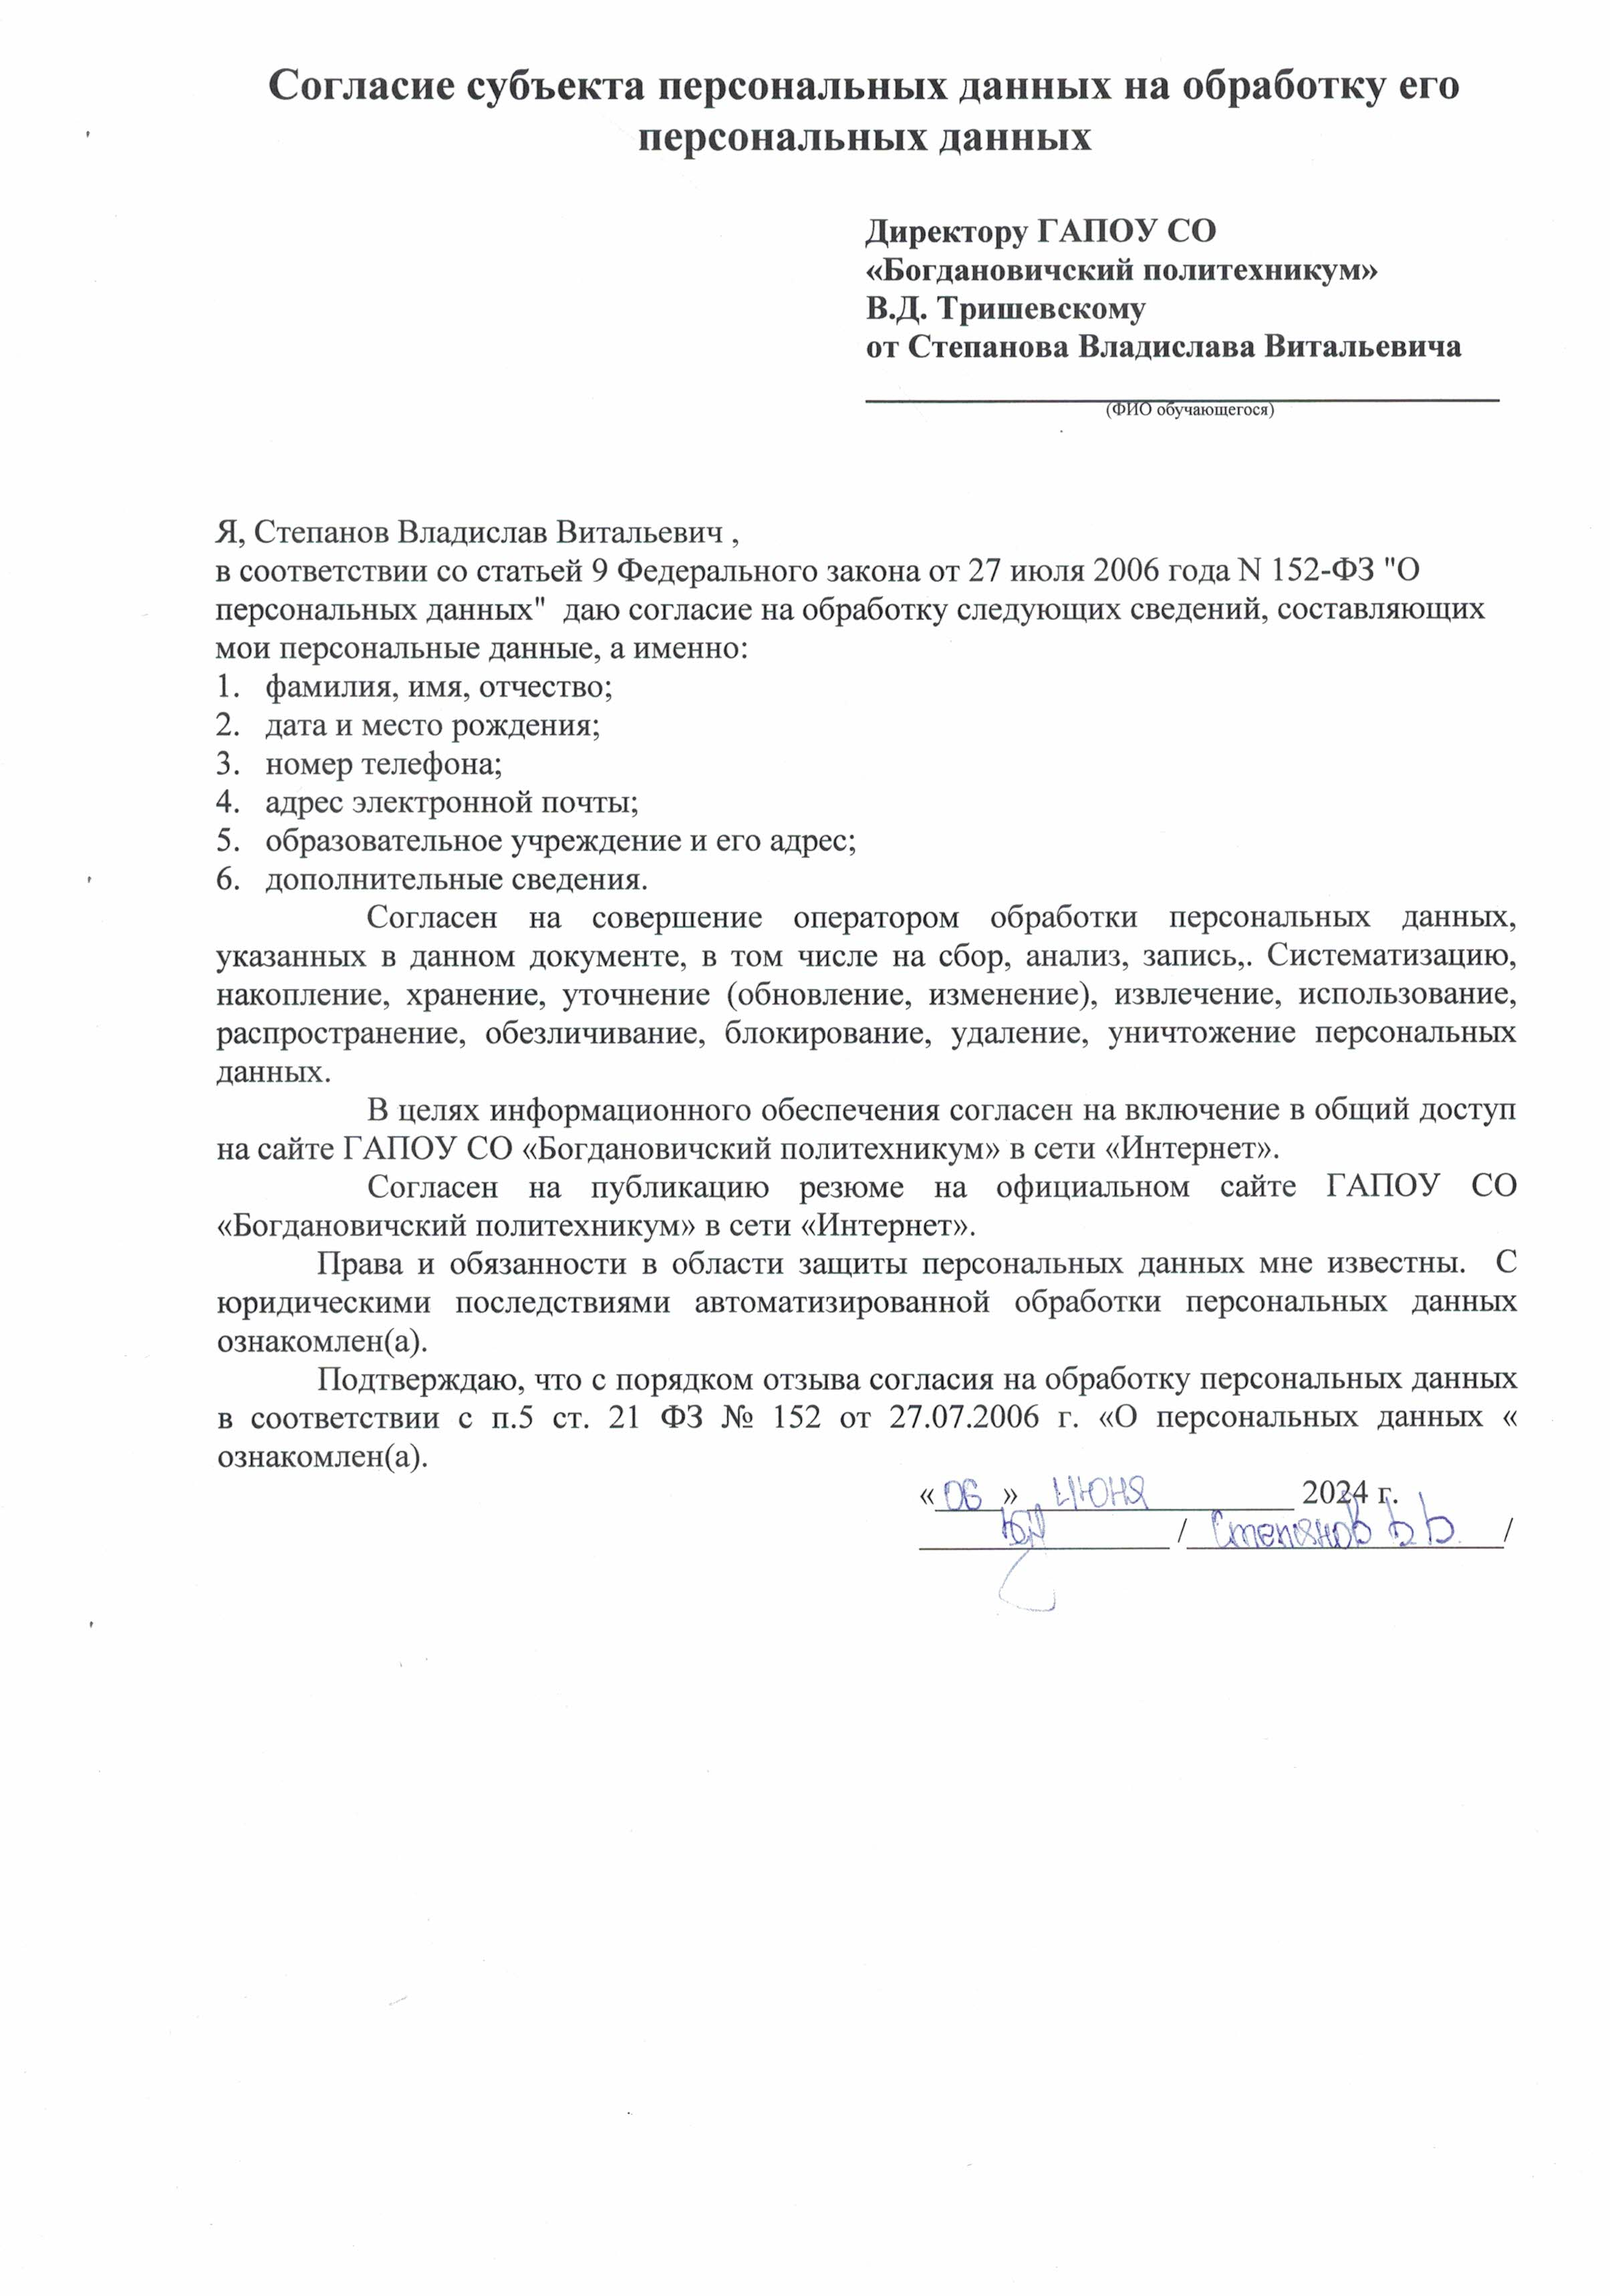 Согласие субъекта персональных данных на обработку его
персональных данных
Директору ГАПОУ СО
«Богдановичский политехникум»
В.Д. Тришевскому
от Степанова Владислава Витальевича
(ФИО обучающегося)
Я, Степанов Владислав Витальевич ,
в соответствии со статьей 9 Федерального закона от 27 июля 2006 года N 152-ФЗ "О
персональных данных"  даю согласие на обработку следующих сведений, составляющих
мои персональные данные, а именно:
1. фамилия, имя, отчество;
2. дата и место рождения;
3. номер телефона;
4. адрес электронной почты;
5. образовательное учреждение и его адрес;
6. дополнительные сведения.
Согласен на совершение оператором обработки персональных данных,
указанных в данном документе, в том числе на сбор, анализ, запись,. Систематизацию,
накопление, хранение, уточнение (обновление, изменение), извлечение, использование,
распространение, обезличивание, блокирование, удаление, уничтожение персональных
данных.
В целях информационного обеспечения согласен на включение в общий доступ
на сайте ГАПОУ СО «Богдановичский политехникум» в сети «Интернет».
Согласен на публикацию резюме на официальном сайте ГАПОУ СО
«Богдановичский политехникум» в сети «Интернет».
Права и обязанности в области защиты персональных данных мне известны. С
юридическими последствиями автоматизированной обработки персональных данных
ознакомлен(а).
Подтверждаю, что с порядком отзыва согласия на обработку персональных данных
в соответствии с п.5 ст. 21 ФЗ № 152 от 27.07.2006 г. «О персональных данных «
ознакомлен(а).
«06» июня 2024 г.
/ Степанов В В /